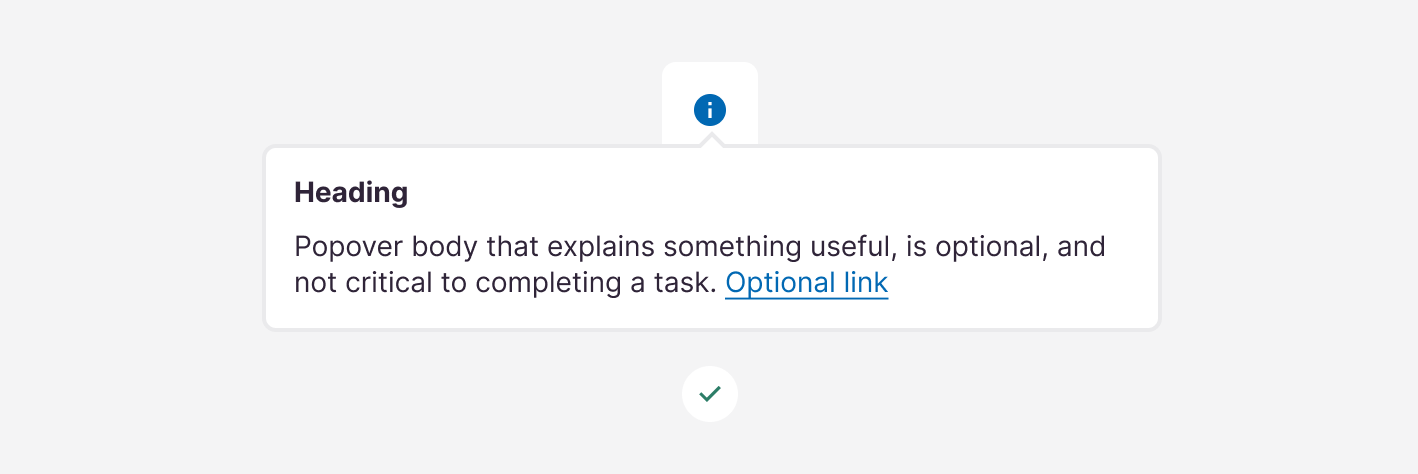 Heading
Popover body that explains something useful, is optional, and
not critical to completing a task. Optional link